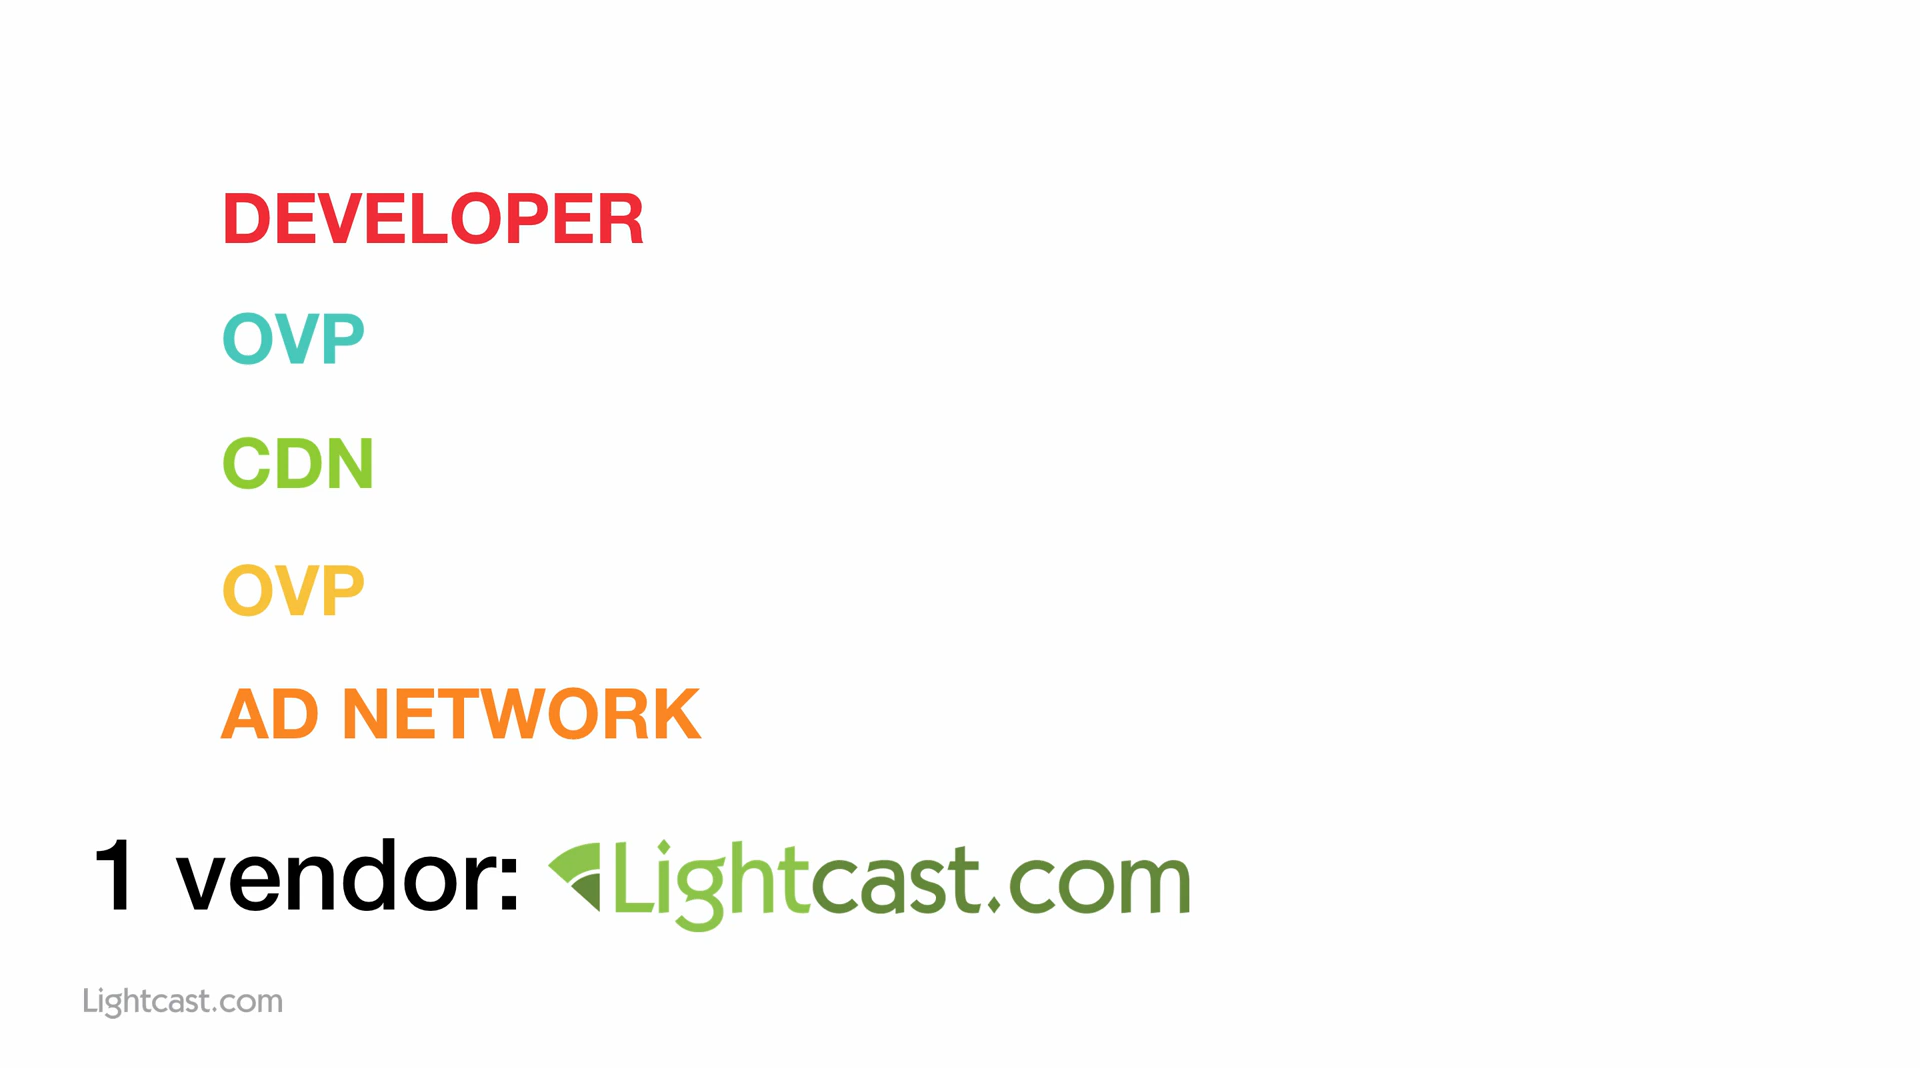 DEVELOPER
OVP
CDN
OVP
AD NETWORK
1 vendor: Lightcast.com
Lightcast.com